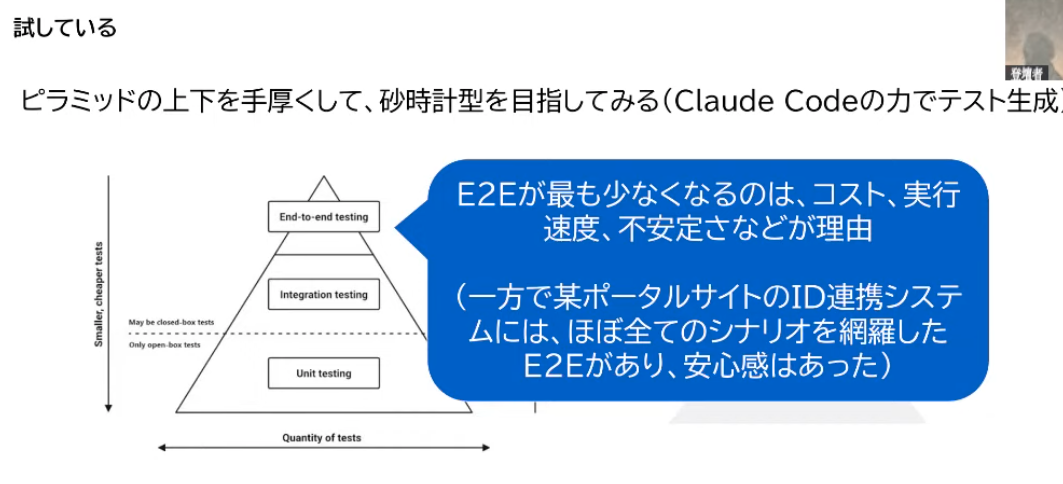 試している
登壇者
ピラミッドの上下を手厚くして、砂時計型を目指してみる(Claude Codeの力でテスト生成)
E2Eが最も少なくなるのは、コスト、実行
速度、不安定さなどが理由
(一方で某ポータルサイトのID連携システ
ムには、ほぼ全てのシナリオを網羅した
E2Eがあり、安心感はあった)
Smaller, cheaper tests
End-to-end testing
Integration testing
May be closed-box tests
Only open-box tests
Unit testing
Quantity of tests